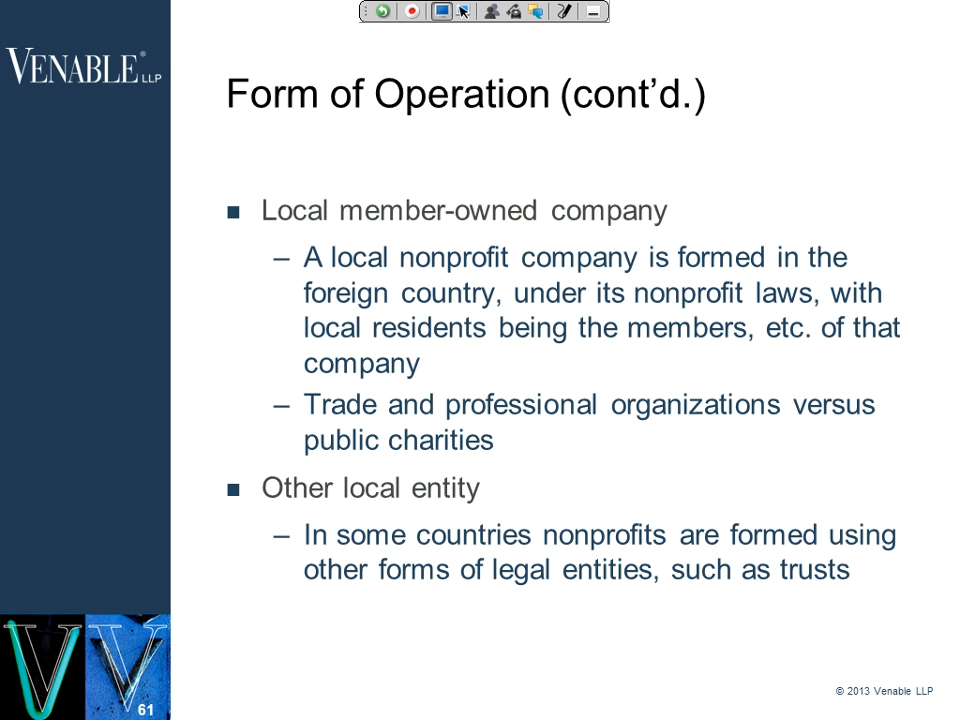 VENABLE® LLP
Form of Operation (cont’d.)
■ Local member-owned company
– A local nonprofit company is formed in the
foreign country, under its nonprofit laws, with
local residents being the members, etc. of that
company
– Trade and professional organizations versus
public charities
■ Other local entity
– In some countries nonprofits are formed using
other forms of legal entities, such as trusts
61
© 2013 Venable LLP